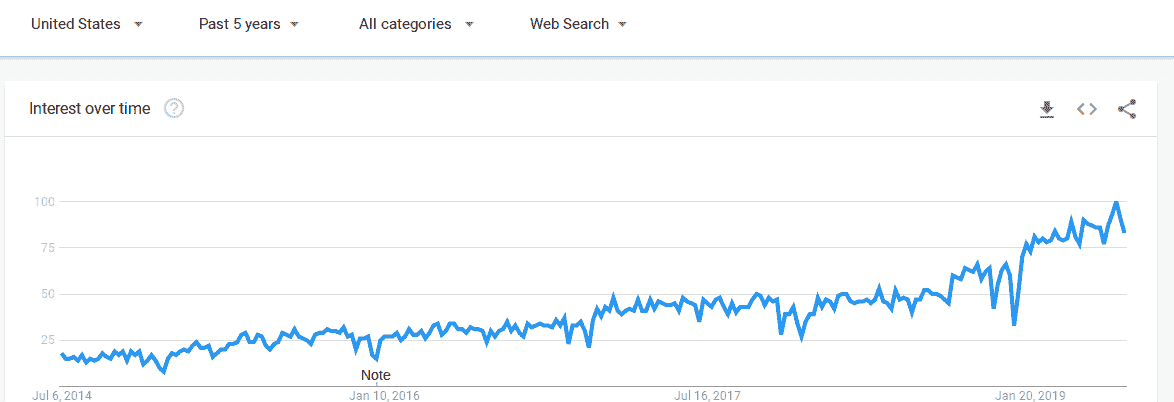 United States Past 5 years All categories Web Search
Interest over time ?
100
75
50
25
Note
Jul 6, 2014 Jan 10, 2016 Jul 16, 2017 Jan 20, 2019